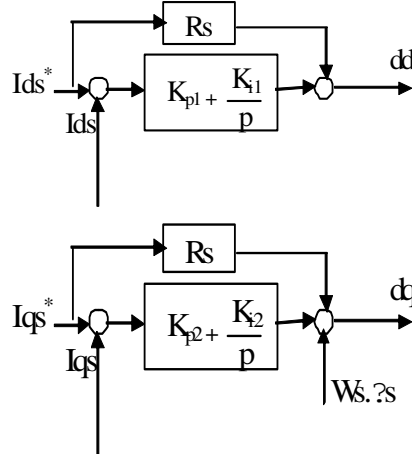 Rs
Ids*
Kp1 + Ki1/p
dd
Ids
Rs
Iqs*
Kp2 + Ki2/p
dq
Iqs
Ws.?s